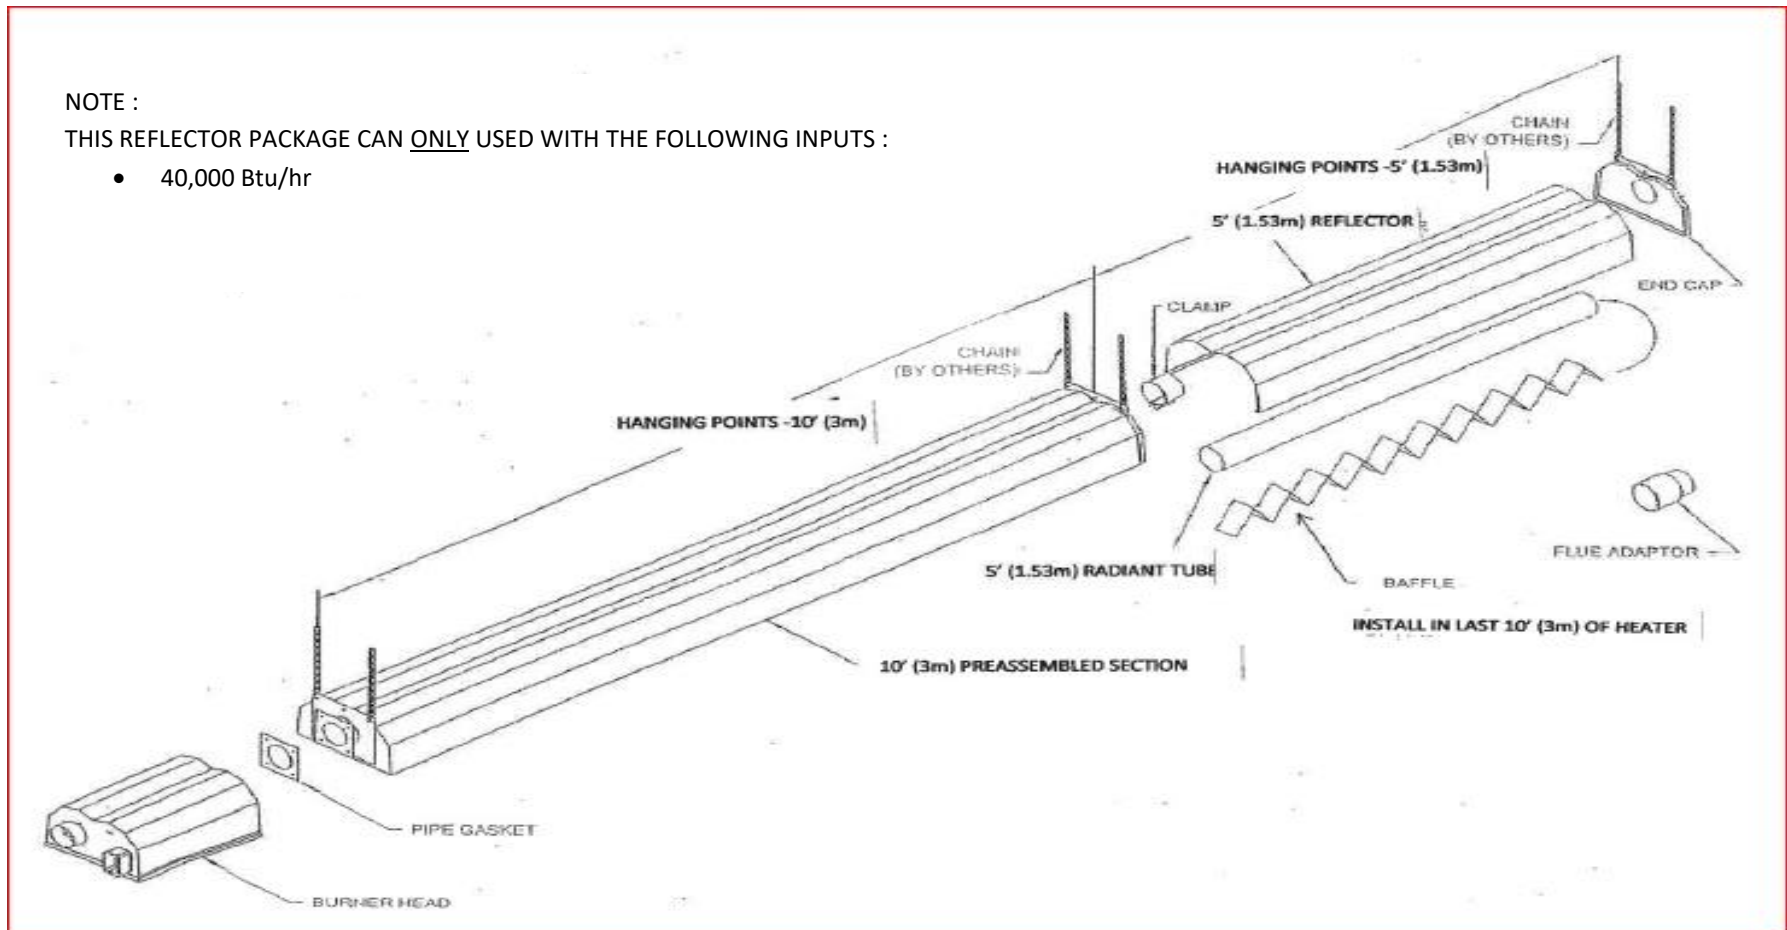 NOTE :
THIS REFLECTOR PACKAGE CAN ONLY USED WITH THE FOLLOWING INPUTS :
• 40,000 Btu/hr
CHAIN
(BY OTHERS)
HANGING POINTS -5' (1.53m)
5' (1.53m) REFLECTOR
END CAP
CLAMP
CHAIN
(BY OTHERS)
HANGING POINTS -10' (3m)
FLUE ADAPTOR
5' (1.53m) RADIANT TUBE
BAFFLE
INSTALL IN LAST 10' (3m) OF HEATER
10' (3m) PREASSEMBLED SECTION
PIPE GASKET
BURNER HEAD